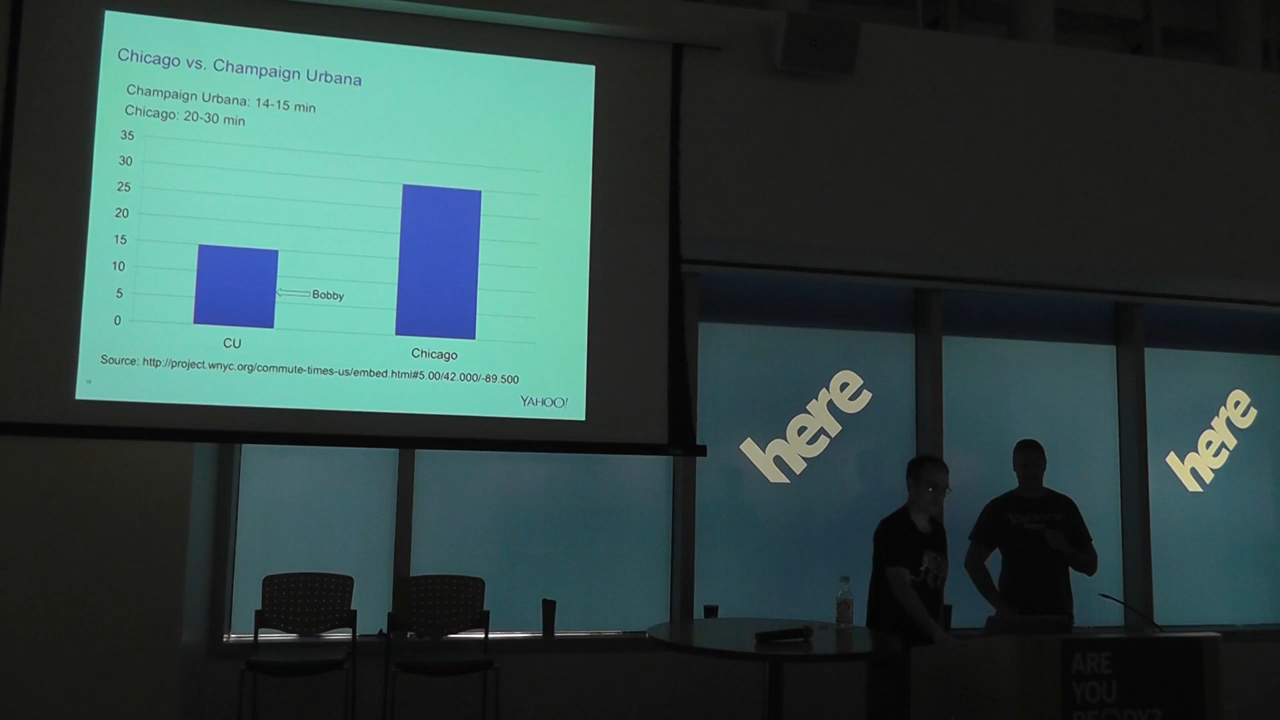 Chicago vs. Champaign Urbana
Champaign Urbana: 14-15 min
Chicago: 20-30 min
35
30
25
20
15
10
5
0
Bobby
CU
Chicago
Source: http://project.wnyc.org/commute-times-us/embed.html#5.00/42.000/-89.500
YAHOO!
here
here
ARE
YOU